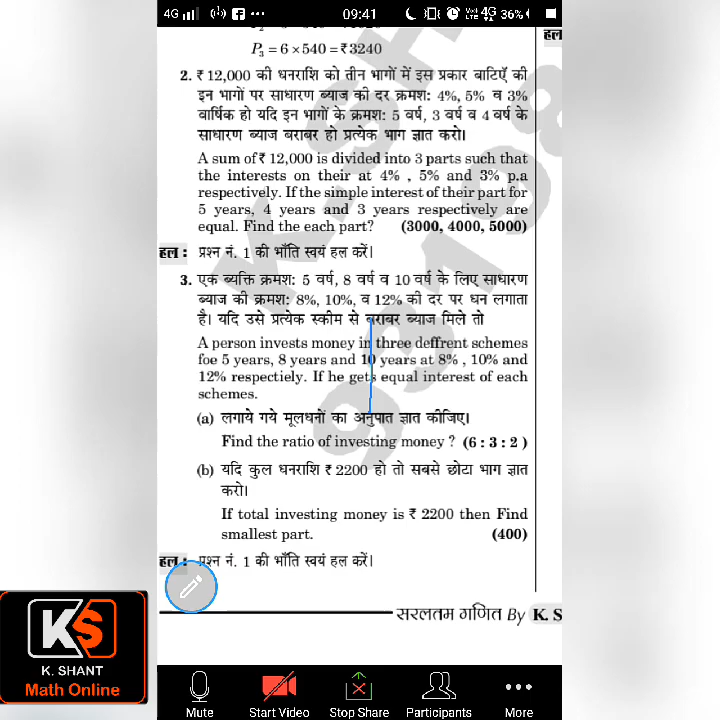 4G 09:41 Vo) LTE 4G 36%
हल
P₃ = 6 × 540 = ₹ 3240
2. ₹ 12,000 की धनराशि को तीन भागों में इस प्रकार बाटिऍ की
इन भागों पर साधारण ब्याज की दर क्रमश: 4%, 5% व 3%
वार्षिक हो यदि इन भागों के क्रमश: 5 वर्ष, 3 वर्ष व 4 वर्ष के
साधारण ब्याज बराबर हो प्रत्येक भाग ज्ञात करो।
A sum of ₹ 12,000 is divided into 3 parts such that
the interests on their at 4% , 5% and 3% p.a
respectively. If the simple interest of their part for
5 years, 4 years and 3 years respectively are
equal. Find the each part? (3000, 4000, 5000)
हल : प्रश्न नं. 1 की भाँति स्वयं हल करें।
3. एक ब्यक्ति क्रमश: 5 वर्ष, 8 वर्ष व 10 वर्ष के लिए साधारण
ब्याज की क्रमश: 8%, 10%, व 12% की दर पर धन लगाता
है। यदि उसे प्रत्येक स्कीम से बराबर ब्याज मिले तो
A person invests money in three deffrent schemes
foe 5 years, 8 years and 10 years at 8% , 10% and
12% respectiely. If he gets equal interest of each
schemes.
(a) लगाये गये मूलधनों का अनुपात ज्ञात कीजिए।
Find the ratio of investing money ? (6 : 3 : 2 )
(b) यदि कुल धनराशि ₹ 2200 हो तो सबसे छोटा भाग ज्ञात
करो।
If total investing money is ₹ 2200 then Find
smallest part. (400)
हल : प्रश्न नं. 1 की भाँति स्वयं हल करें।
सरलतम गणित By K. S
KS
K. SHANT
Math Online
Mute Start Video Stop Share Participants More